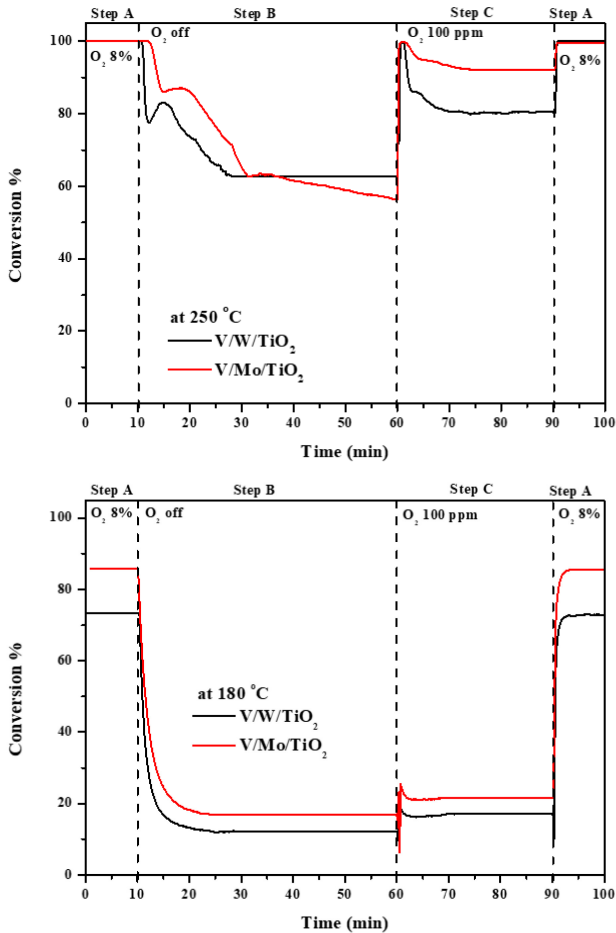 Step A Step B Step C Step A
O₂ off O₂ 100 ppm
O₂ 8% O₂ 8%
100
80
60
40
20
0
Conversion %
at 250 °C
V/W/TiO₂
V/Mo/TiO₂
0 10 20 30 40 50 60 70 80 90 100
Time (min)
Step A Step B Step C Step A
O₂ 8% O₂ off O₂ 100 ppm O₂ 8%
100
80
60
40
20
0
Conversion %
at 180 °C
V/W/TiO₂
V/Mo/TiO₂
0 10 20 30 40 50 60 70 80 90 100
Time (min)